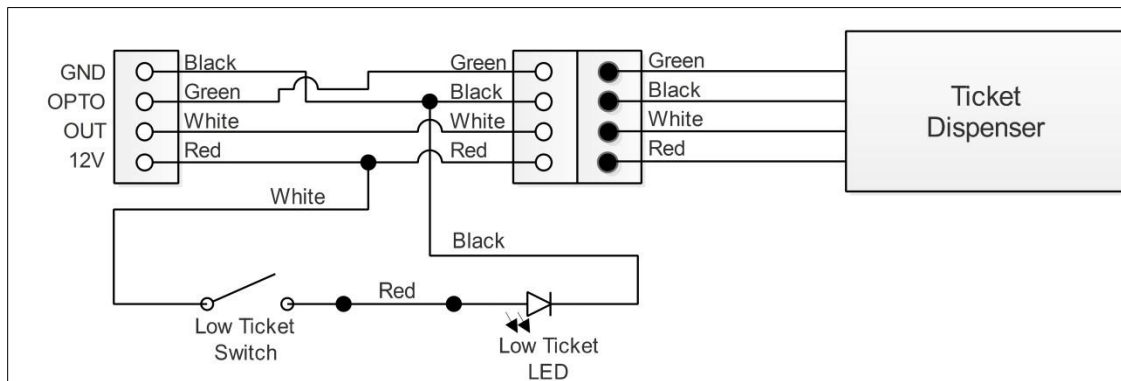 GND
Black
Green
Green
OPTO
Green
Black
Black
OUT
White
White
White
12V
Red
Red
Red
Ticket
Dispenser
White
Black
Red
Low Ticket
Switch
Low Ticket
LED